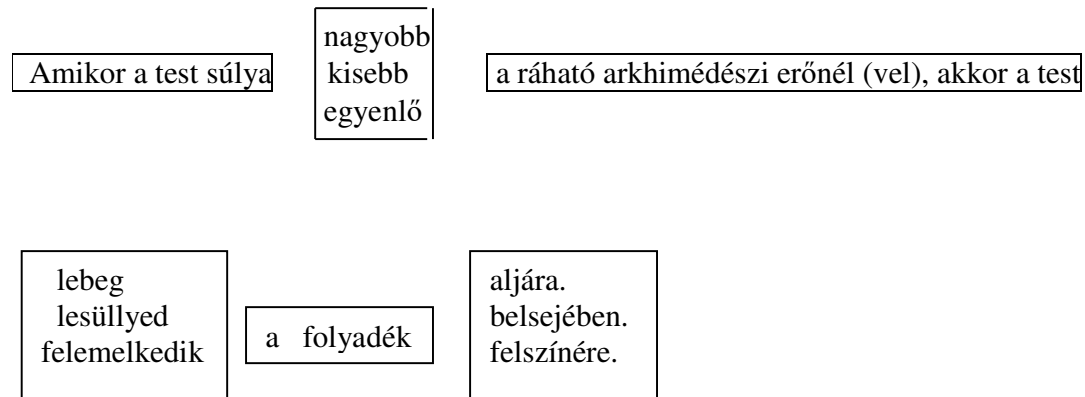 nagyobb
Amikor a test súlya kisebb a ráható arkhimédészi erőnél (vel), akkor a test
egyenlő
lebeg aljára.
lesüllyed belsejében.
a folyadék
felemelkedik felszínére.